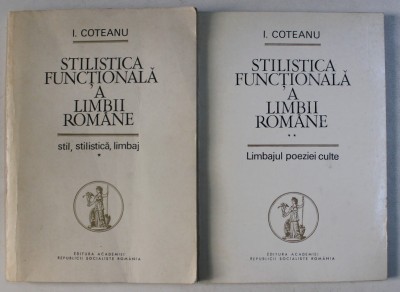 I. COTEANU
STILISTICA
FUNCȚIONALĂ
A
LIMBII
ROMÂNE
stil, stilistică, limbaj
*
EDITURA ACADEMIEI
REPUBLICII SOCIALISTE ROMÂNIA
I. COTEANU
STILISTICA
FUNCȚIONALĂ
A
LIMBII
ROMÂNE
**
Limbajul poeziei culte
EDITURA ACADEMIEI
REPUBLICII SOCIALISTE ROMÂNIA